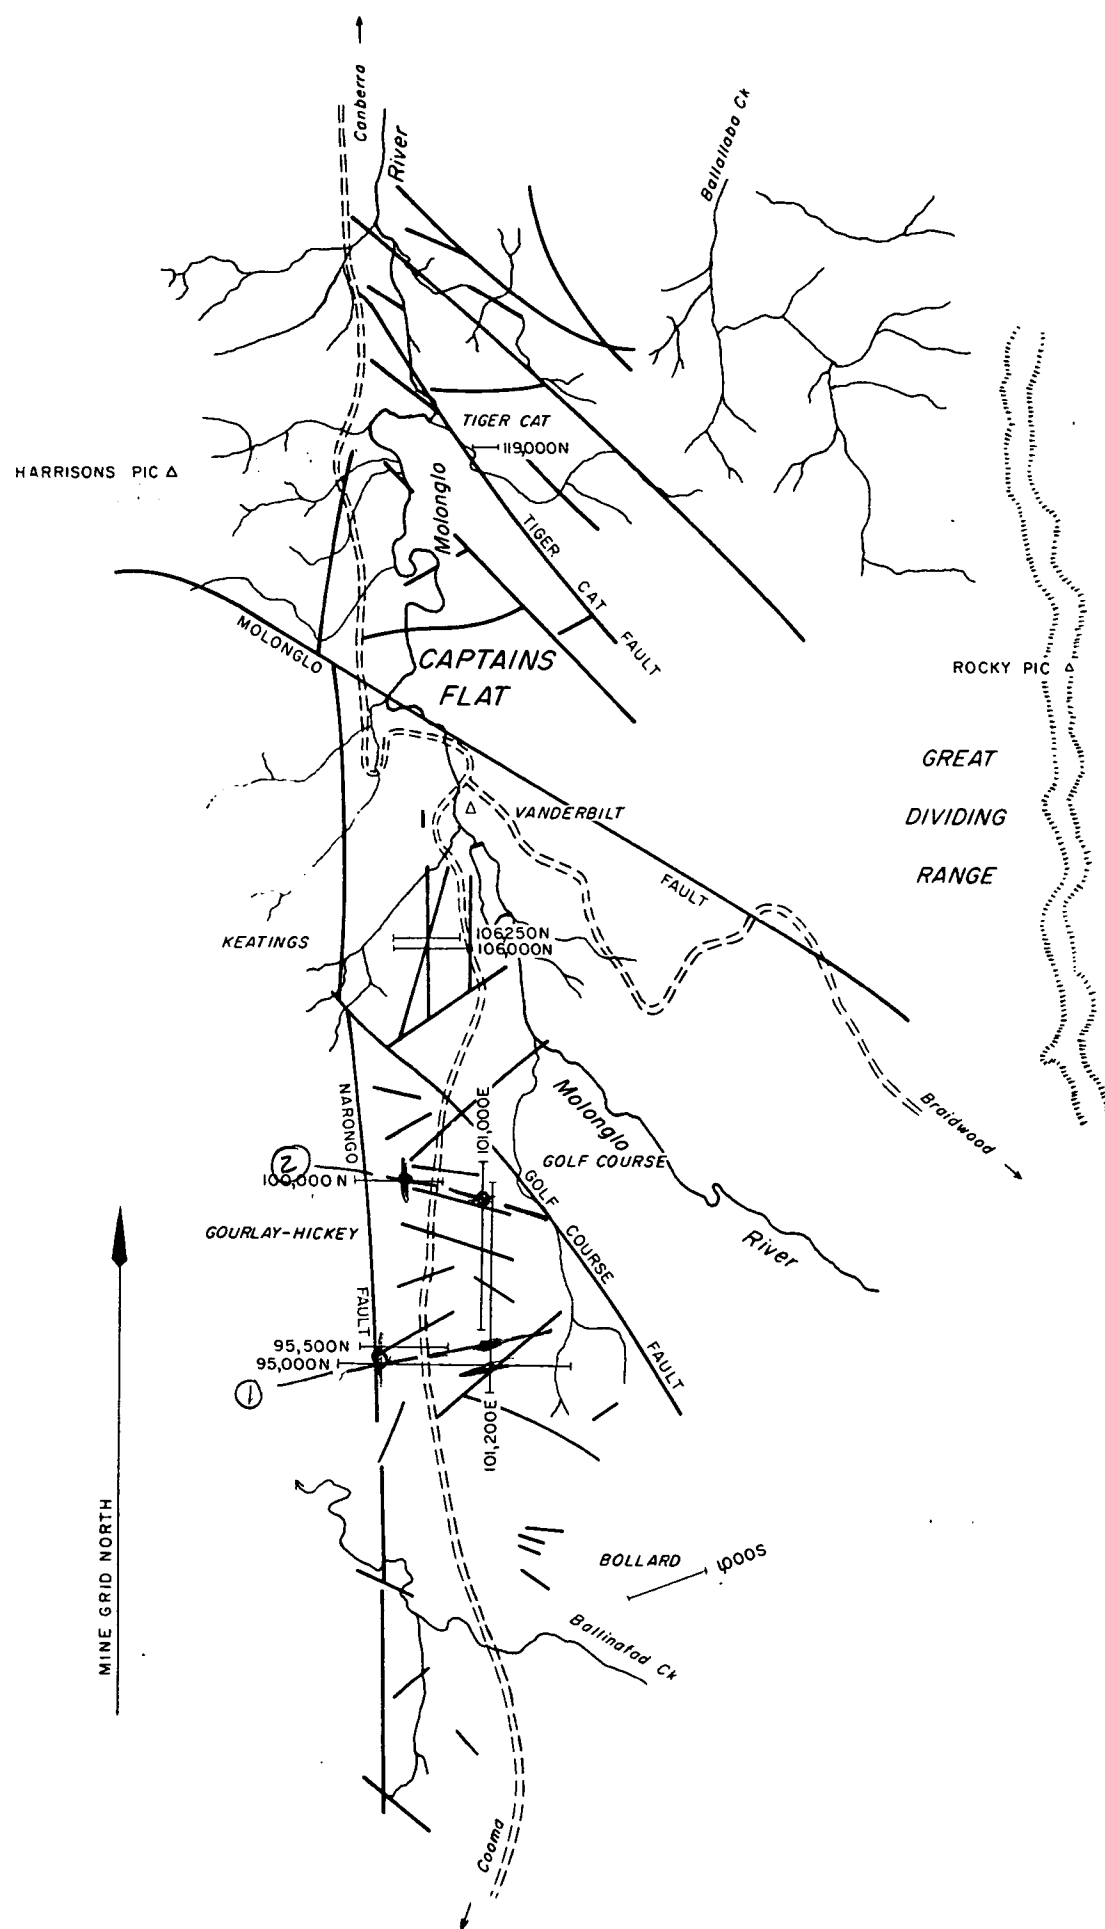 Canberra
River
Ballallaba Ck
TIGER CAT
119,000N
HARRISONS PIC
Molonglo
TIGER
CAT
FAULT
MOLONGLO
CAPTAINS
FLAT
ROCKY PIC
GREAT
DIVIDING
RANGE
VANDERBILT
FAULT
KEATINGS
106250N
106000N
Braidwood
NARONGO
101,000E
Molonglo
GOLF COURSE
2
100,000N
GOLF
COURSE
FAULT
River
GOURLAY-HICKEY
FAULT
95,500N
95,000N
1
101,200E
MINE GRID NORTH
BOLLARD
Ballinafad Ck
Cooma